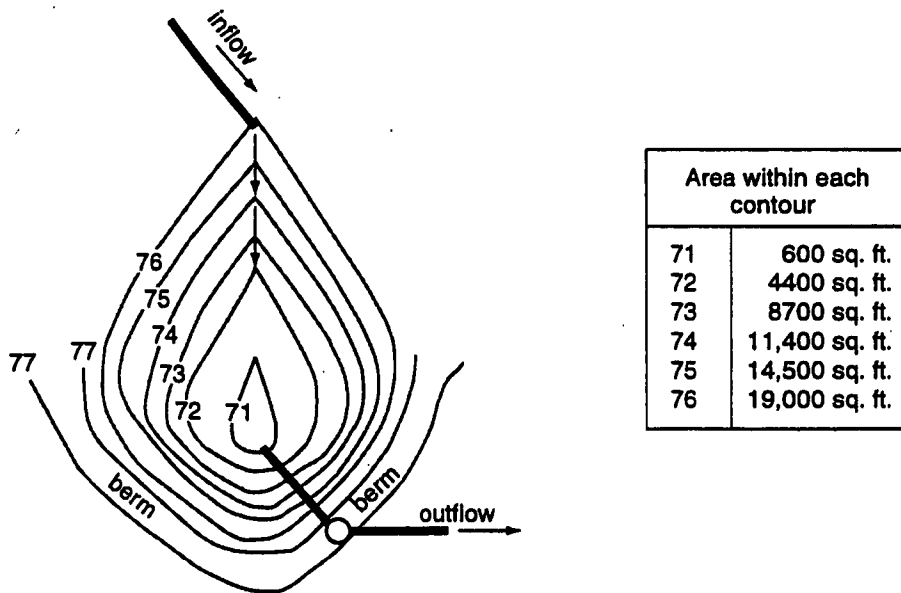 inflow
76
75
74
77
77
73
72
71
berm
berm
outflow
Area within each
contour
71 600 sq. ft.
72 4400 sq. ft.
73 8700 sq. ft.
74 11,400 sq. ft.
75 14,500 sq. ft.
76 19,000 sq. ft.